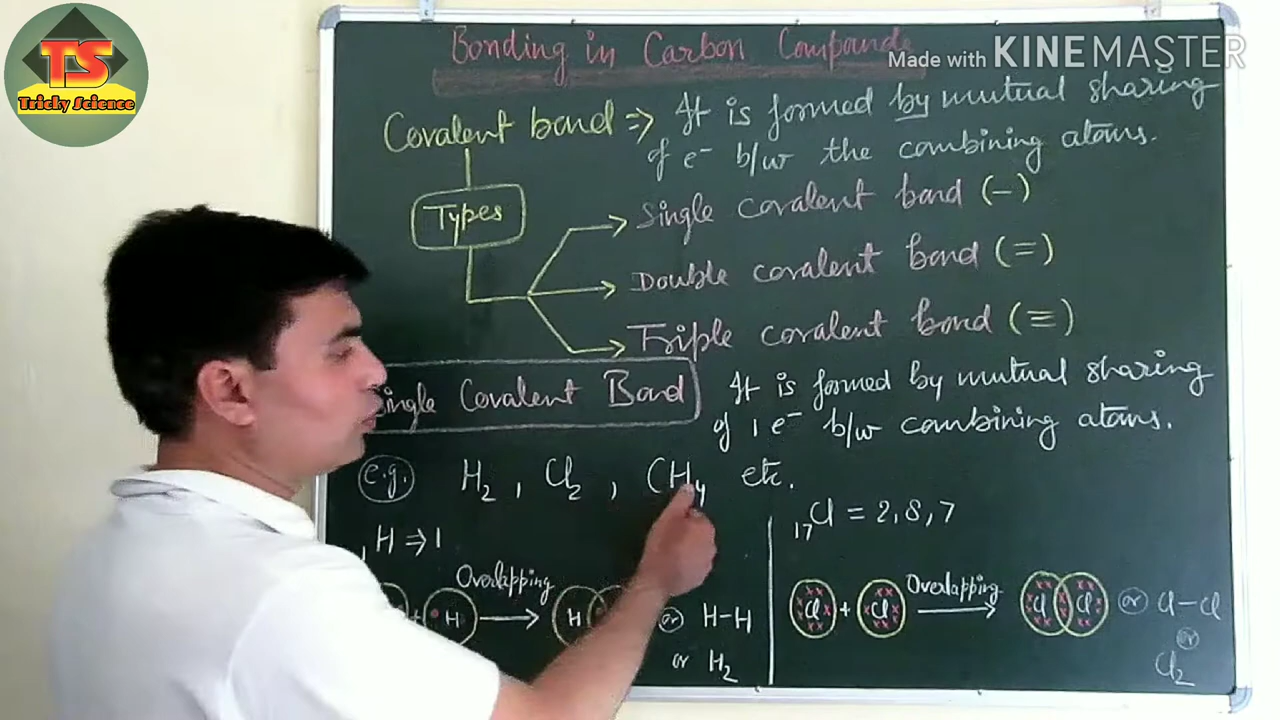 TS
Tricky Science
Made with KINEMASTER
Bonding in Carbon Compounds
Covalent bond ⇒ It is formed by mutual sharing
of e⁻ b/w the combining atoms.
Types
Single covalent bond (−)
Double covalent bond (=)
Triple covalent bond (≡)
Single Covalent Bond
It is formed by mutual sharing
of 1 e⁻ b/w combining atoms.
e.g. H₂, Cl₂, CH₄ etc.
₁H ⇒ 1
+ H Overlapping → H or H−H
or H₂
₁₇Cl = 2, 8, 7
Cl + Cl Overlapping → Cl Cl or Cl−Cl
or
Cl₂